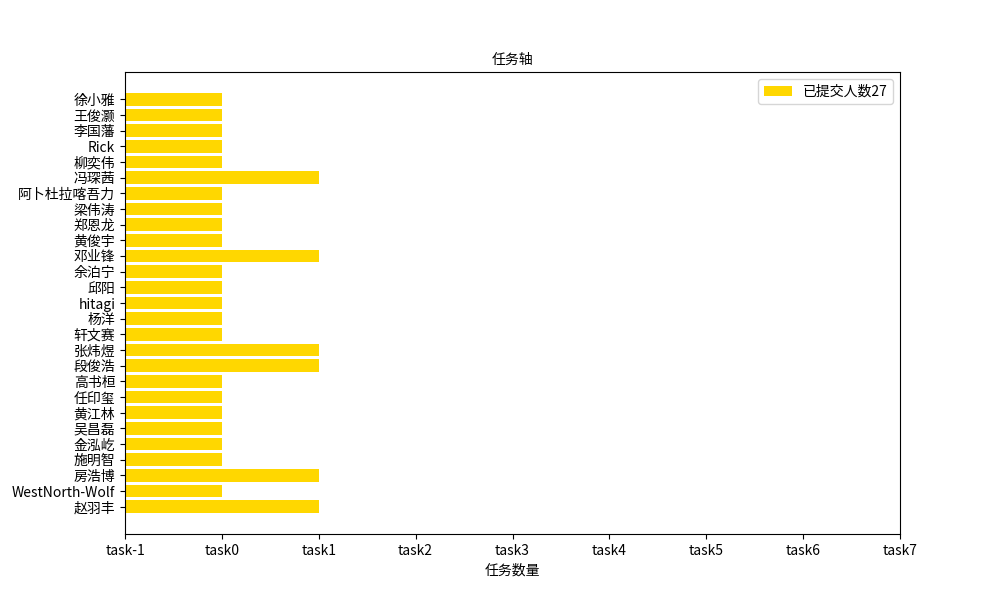 任务轴
已提交人数27
徐小雅
王俊灏
李国藩
Rick
柳奕伟
冯琛茜
阿卜杜拉喀吾力
梁伟涛
郑恩龙
黄俊宇
邓业锋
余泊宁
邱阳
hitagi
杨洋
轩文赛
张炜煜
段俊浩
高书桓
任印玺
黄江林
吴昌磊
金泓屹
施明智
房浩博
WestNorth-Wolf
赵羽丰
task-1 task0 task1 task2 task3 task4 task5 task6 task7
任务数量